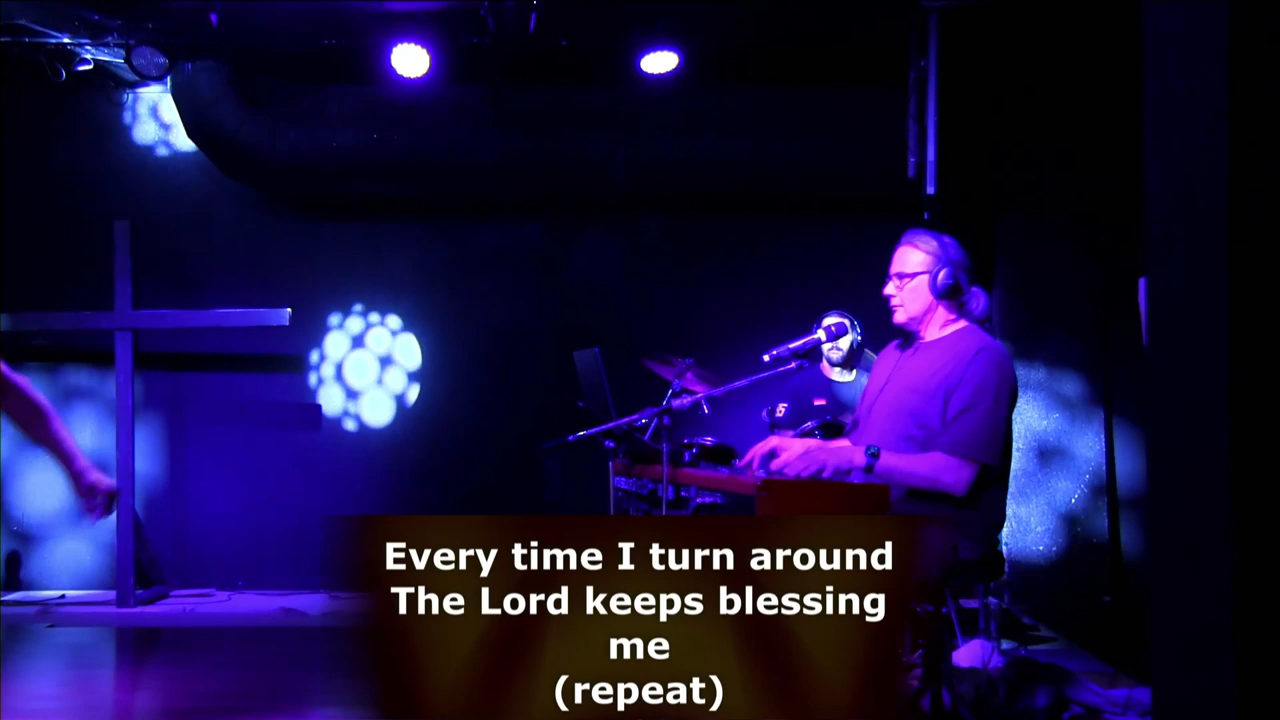 Every time I turn around
The Lord keeps blessing
me
(repeat)